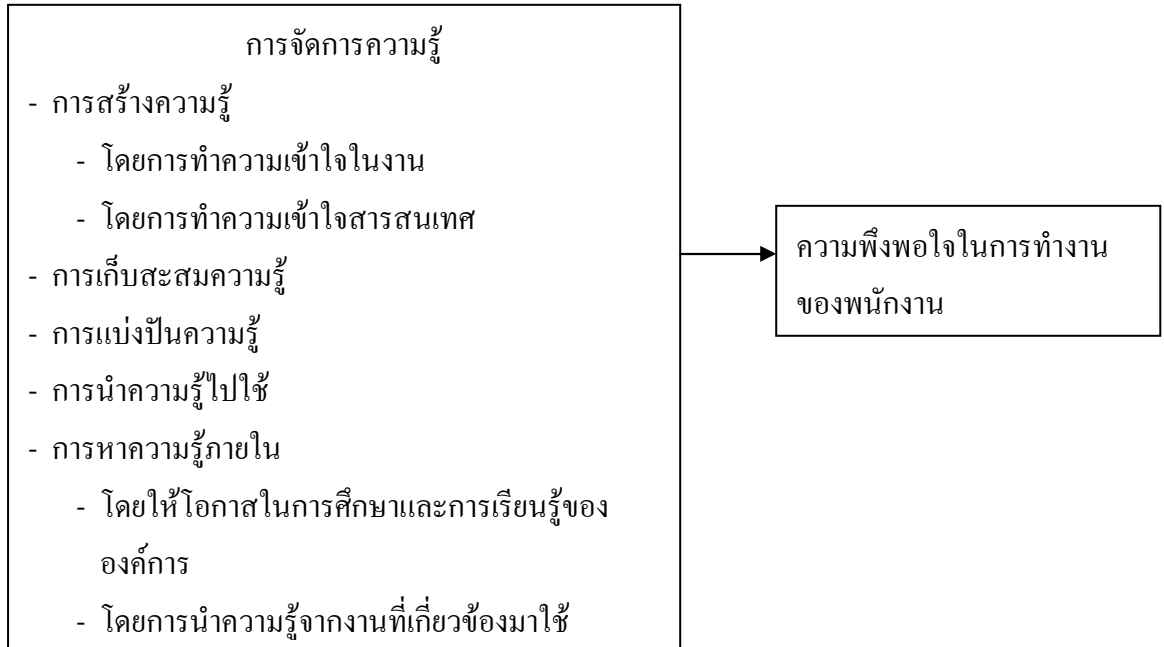 การจัดการความรู้
- การสร้างความรู้
- โดยการทำความเข้าใจในงาน
- โดยการทำความเข้าใจสารสนเทศ
- การเก็บสะสมความรู้
- การแบ่งปันความรู้
- การนำความรู้ไปใช้
- การหาความรู้ภายใน
- โดยให้โอกาสในการศึกษาและการเรียนรู้ของ
องค์การ
- โดยการนำความรู้จากงานที่เกี่ยวข้องมาใช้
ความพึงพอใจในการทำงาน
ของพนักงาน